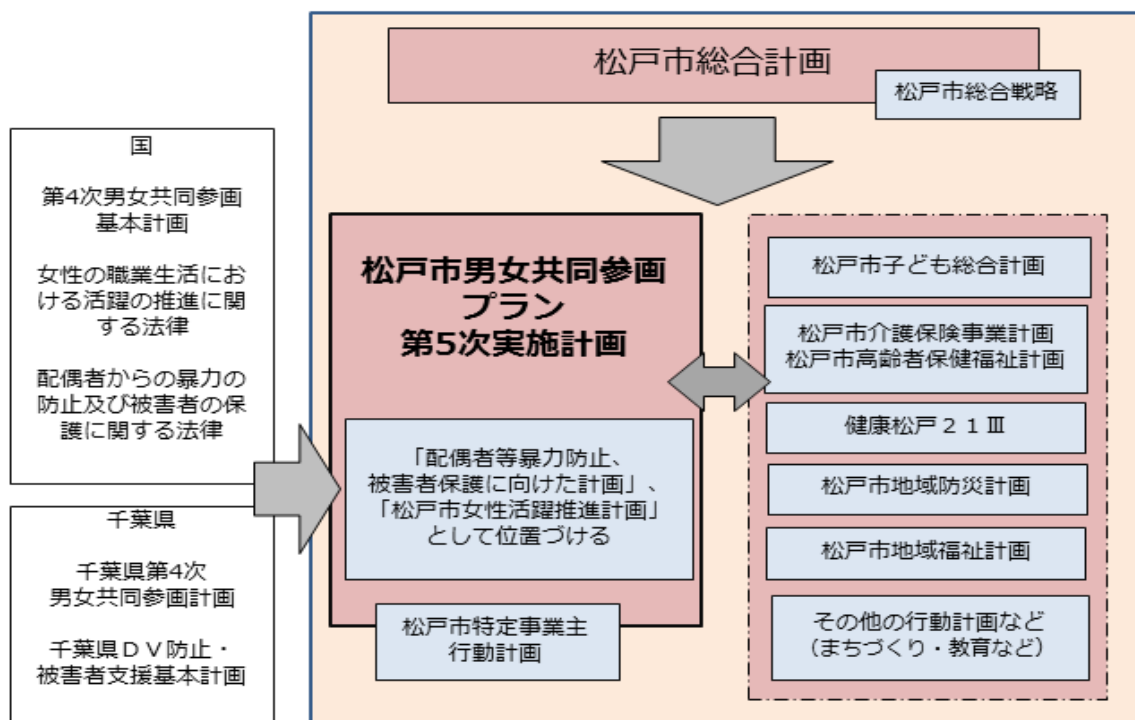 松戸市総合計画
松戸市総合戦略
国
第4次男女共同参画
基本計画
女性の職業生活にお
ける活躍の推進に関
する法律
配偶者からの暴力の
防止及び被害者の保
護に関する法律
千葉県
千葉県第4次
男女共同参画計画
千葉県ＤＶ防止・
被害者支援基本計画
松戸市男女共同参画
プラン
第5次実施計画
「配偶者等暴力防止、
被害者保護に向けた計画」、
「松戸市女性活躍推進計画」
として位置づける
松戸市特定事業主
行動計画
松戸市子ども総合計画
松戸市介護保険事業計画
松戸市高齢者保健福祉計画
健康松戸２１Ⅲ
松戸市地域防災計画
松戸市地域福祉計画
その他の行動計画など
（まちづくり・教育など）